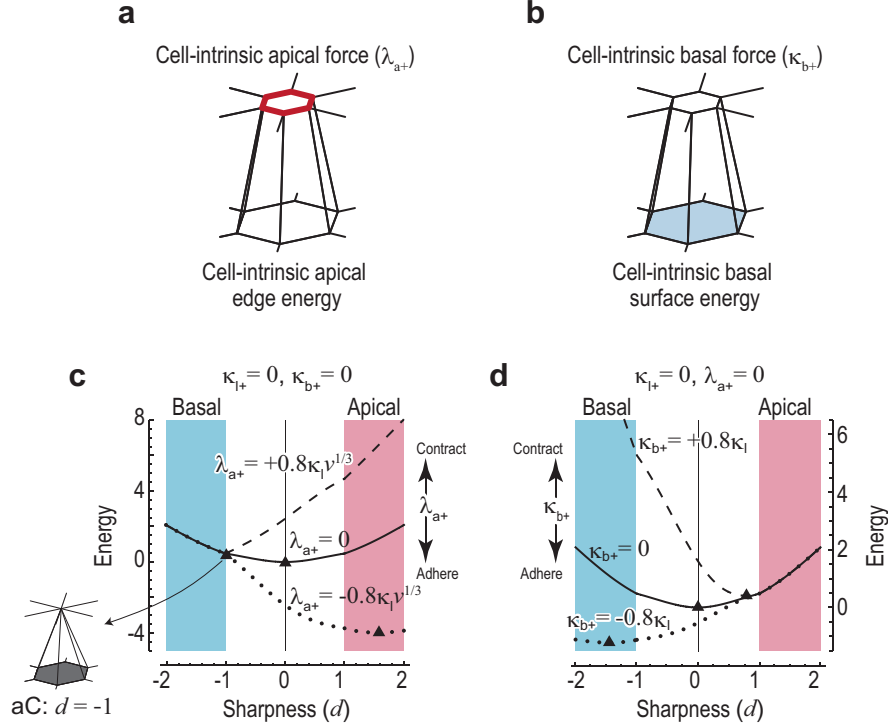 a
Cell-intrinsic apical force (λa+)
Cell-intrinsic apical
edge energy
b
Cell-intrinsic basal force (κb+)
Cell-intrinsic basal
surface energy
c
κl+= 0, κb+= 0
Basal
Apical
8
4
0
-4
Energy
λa+= +0.8κl v1/3
λa+= 0
λa+= -0.8κl v1/3
Contract
λa+
Adhere
-2 -1 0 1 2
Sharpness (d)
aC: d = -1
d
κl+= 0, λa+= 0
Basal
Apical
Contract
κb+
Adhere
κb+= +0.8κl
κb+= 0
κb+= -0.8κl
6
4
2
0
Energy
-2 -1 0 1 2
Sharpness (d)